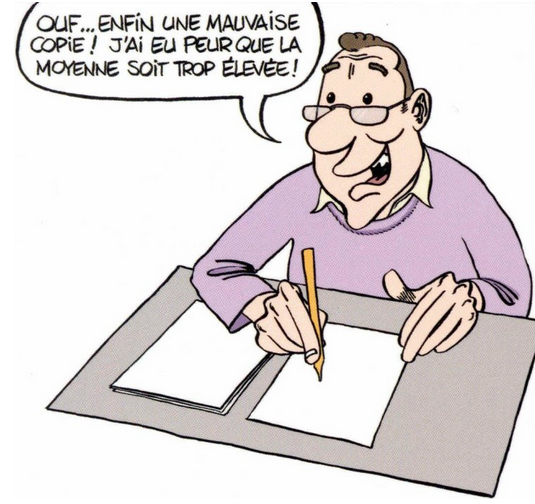 OUF...ENFIN UNE MAUVAISE
COPIE! J'Ai EU PEUR QUE LA
MOYENNE SOiT TROP ÉLEVÉE!